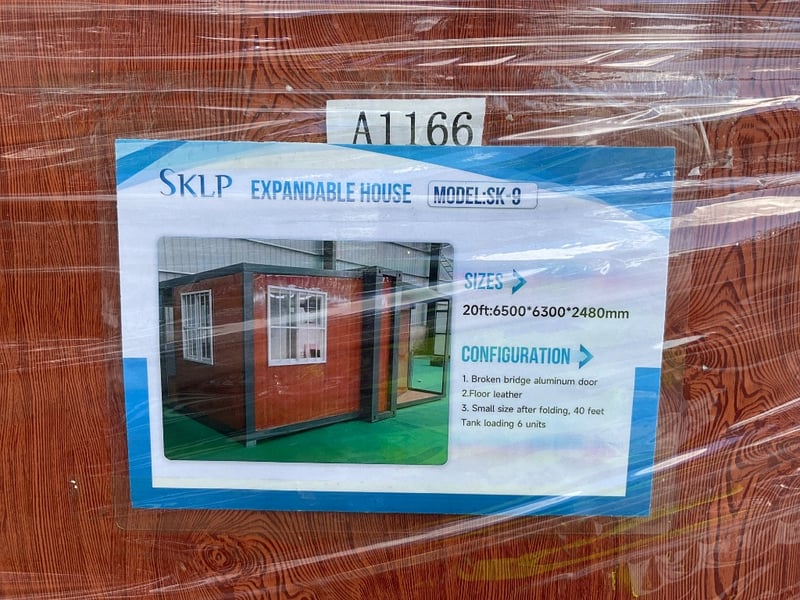 A1166
SKLP EXPANDABLE HOUSE MODEL:SK-9
SIZES
20ft:6500*6300*2480mm
CONFIGURATION
1. Broken bridge aluminum door
2.Floor leather
3. Small size after folding, 40 feet
Tank loading 6 units